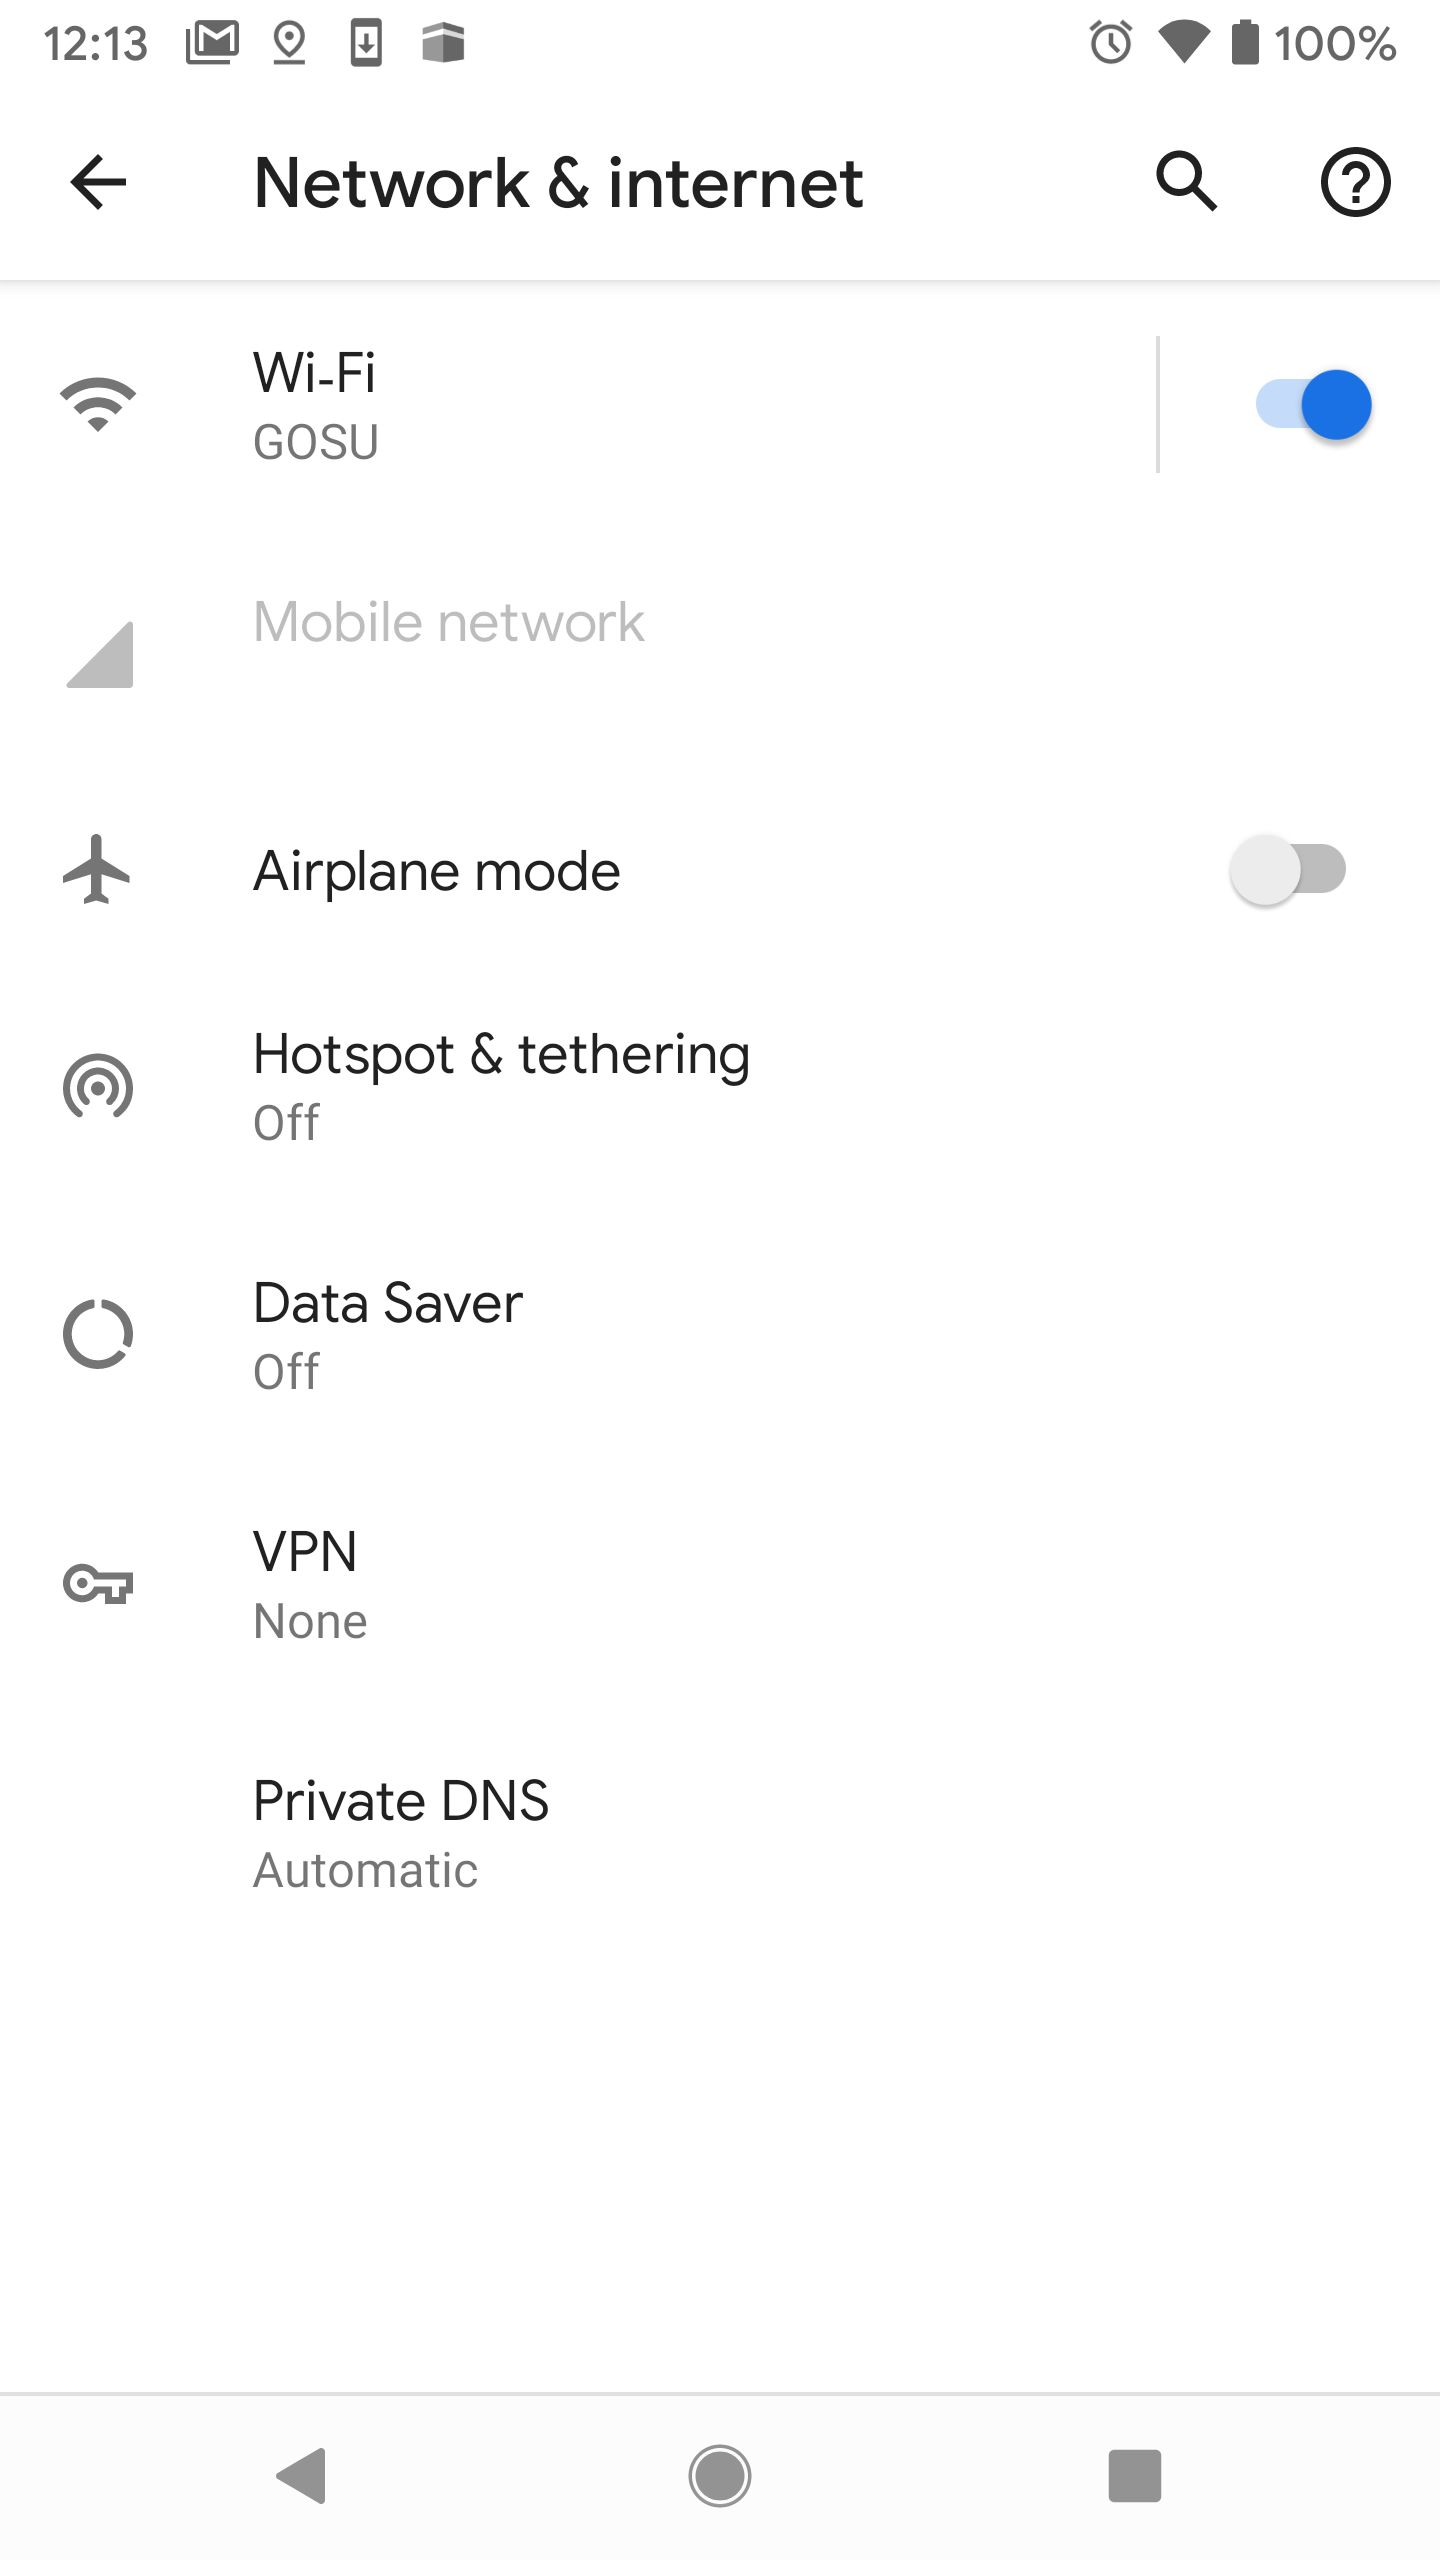 12:13 100%
Network & internet
Wi-Fi
GOSU
Mobile network
Airplane mode
Hotspot & tethering
Off
Data Saver
Off
VPN
None
Private DNS
Automatic